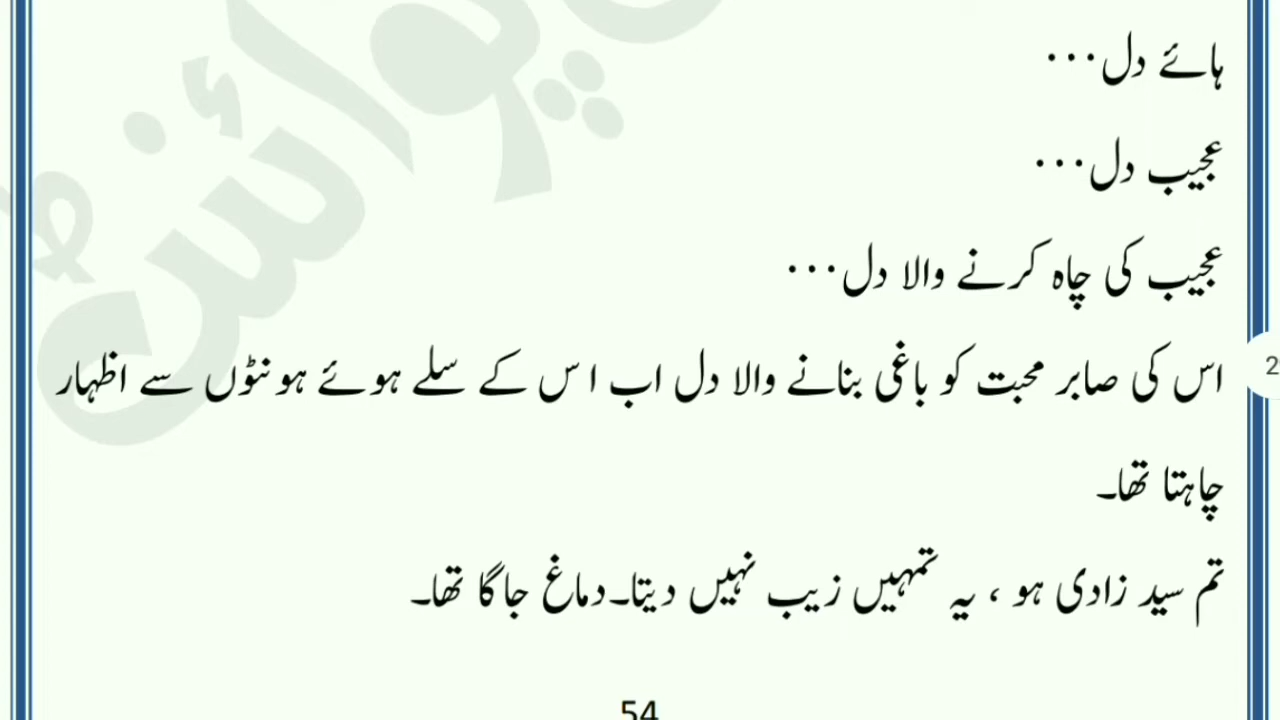 ہائے دل...
عجیب دل...
عجیب کی چاہ کرنے والا دل...
اس کی صابر محبت کو باغی بنانے والا دل اب اس کے سلے ہوئے ہونٹوں سے اظہار
چاہتا تھا۔
تم سید زادی ہو ، یہ تمہیں زیب نہیں دیتا۔دماغ جاگا تھا۔
54